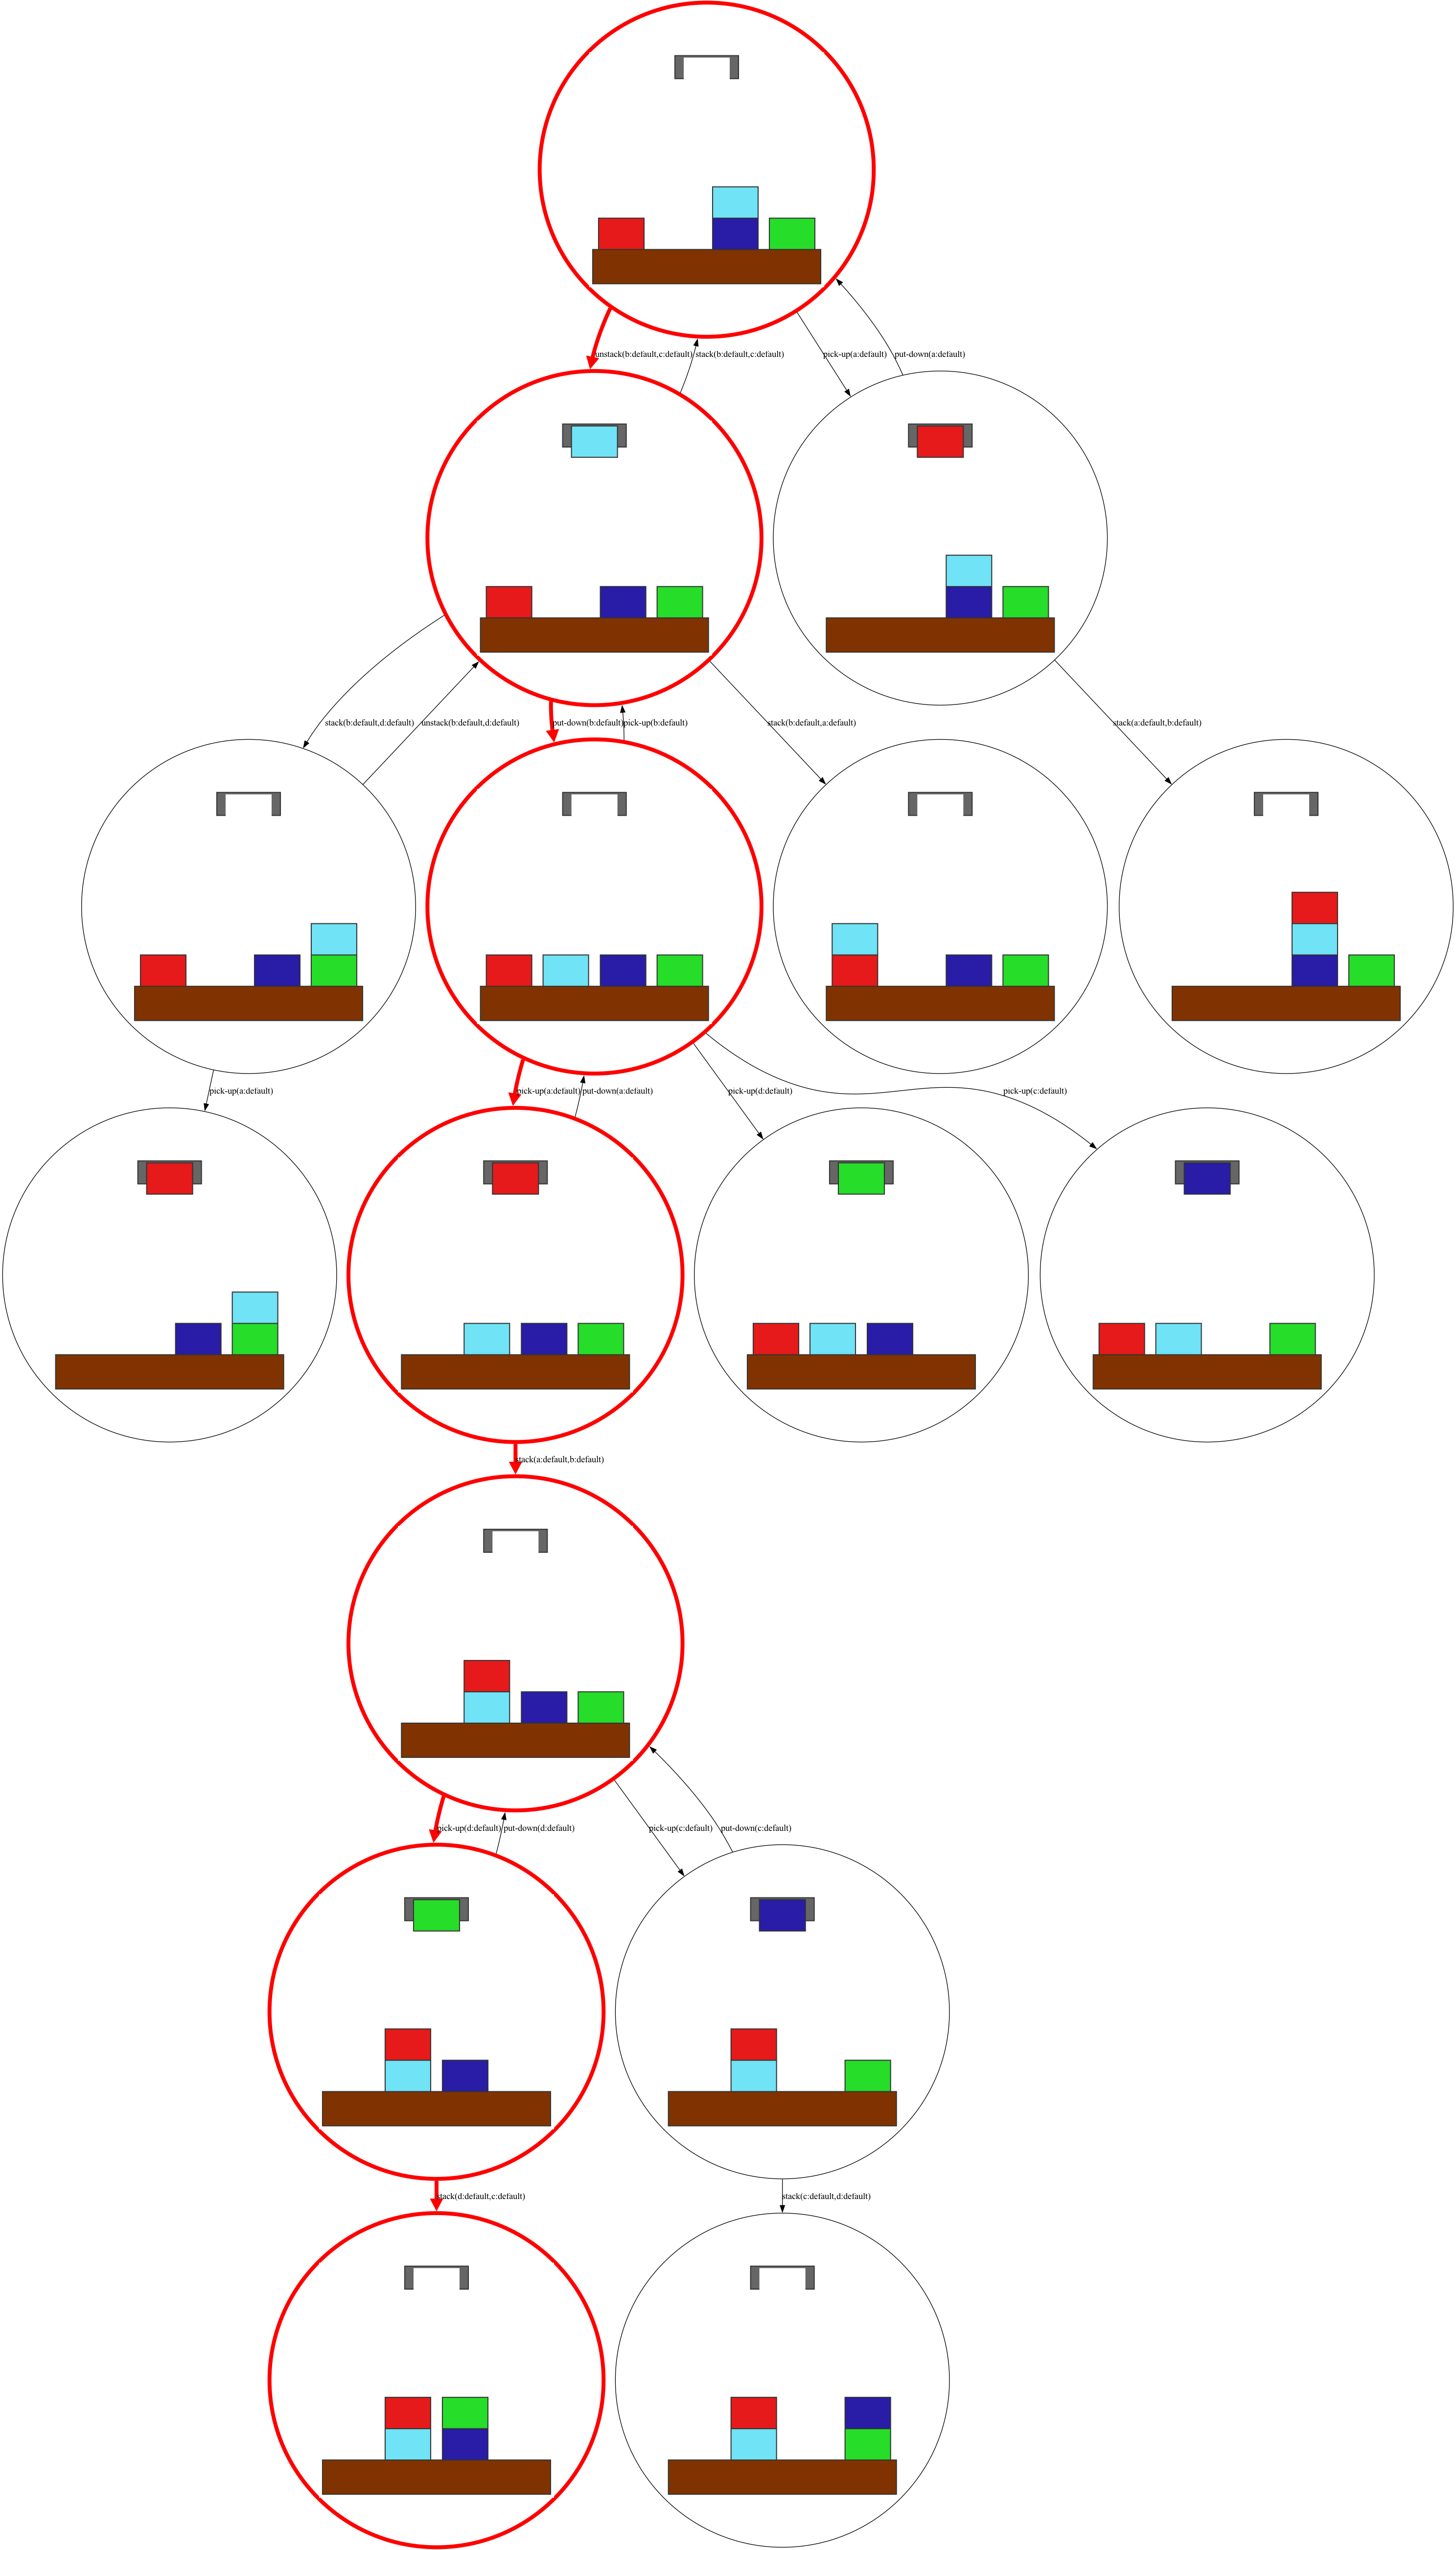 unstack(b:default,c:default)
stack(b:default,c:default)
pick-up(a:default)
put-down(a:default)
stack(b:default,d:default)
unstack(b:default,d:default)
put-down(b:default)
pick-up(b:default)
stack(b:default,a:default)
stack(a:default,b:default)
pick-up(a:default)
pick-up(a:default)
put-down(a:default)
pick-up(d:default)
pick-up(c:default)
stack(a:default,b:default)
pick-up(d:default)
put-down(d:default)
pick-up(c:default)
put-down(c:default)
stack(d:default,c:default)
stack(c:default,d:default)